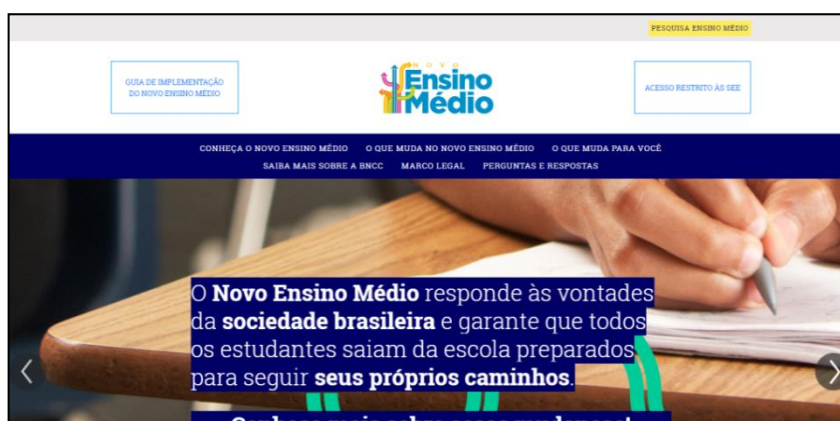 PESQUISA ENSINO MÉDIO
GUIA DE IMPLEMENTAÇÃO
DO NOVO ENSINO MÉDIO
NOVO
Ensino
Médio
ACESSO RESTRITO ÀS SEE
CONHEÇA O NOVO ENSINO MÉDIO O QUE MUDA NO NOVO ENSINO MÉDIO O QUE MUDA PARA VOCÊ
SAIBA MAIS SOBRE A BNCC MARCO LEGAL PERGUNTAS E RESPOSTAS
O Novo Ensino Médio responde às vontades
da sociedade brasileira e garante que todos
os estudantes saiam da escola preparados
para seguir seus próprios caminhos.